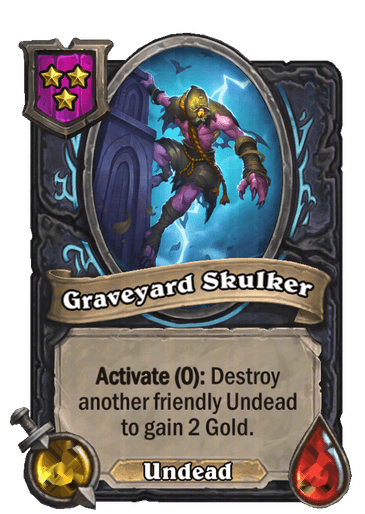 Graveyard Skulker
Activate (0): Destroy
another friendly Undead
to gain 2 Gold.
Undead